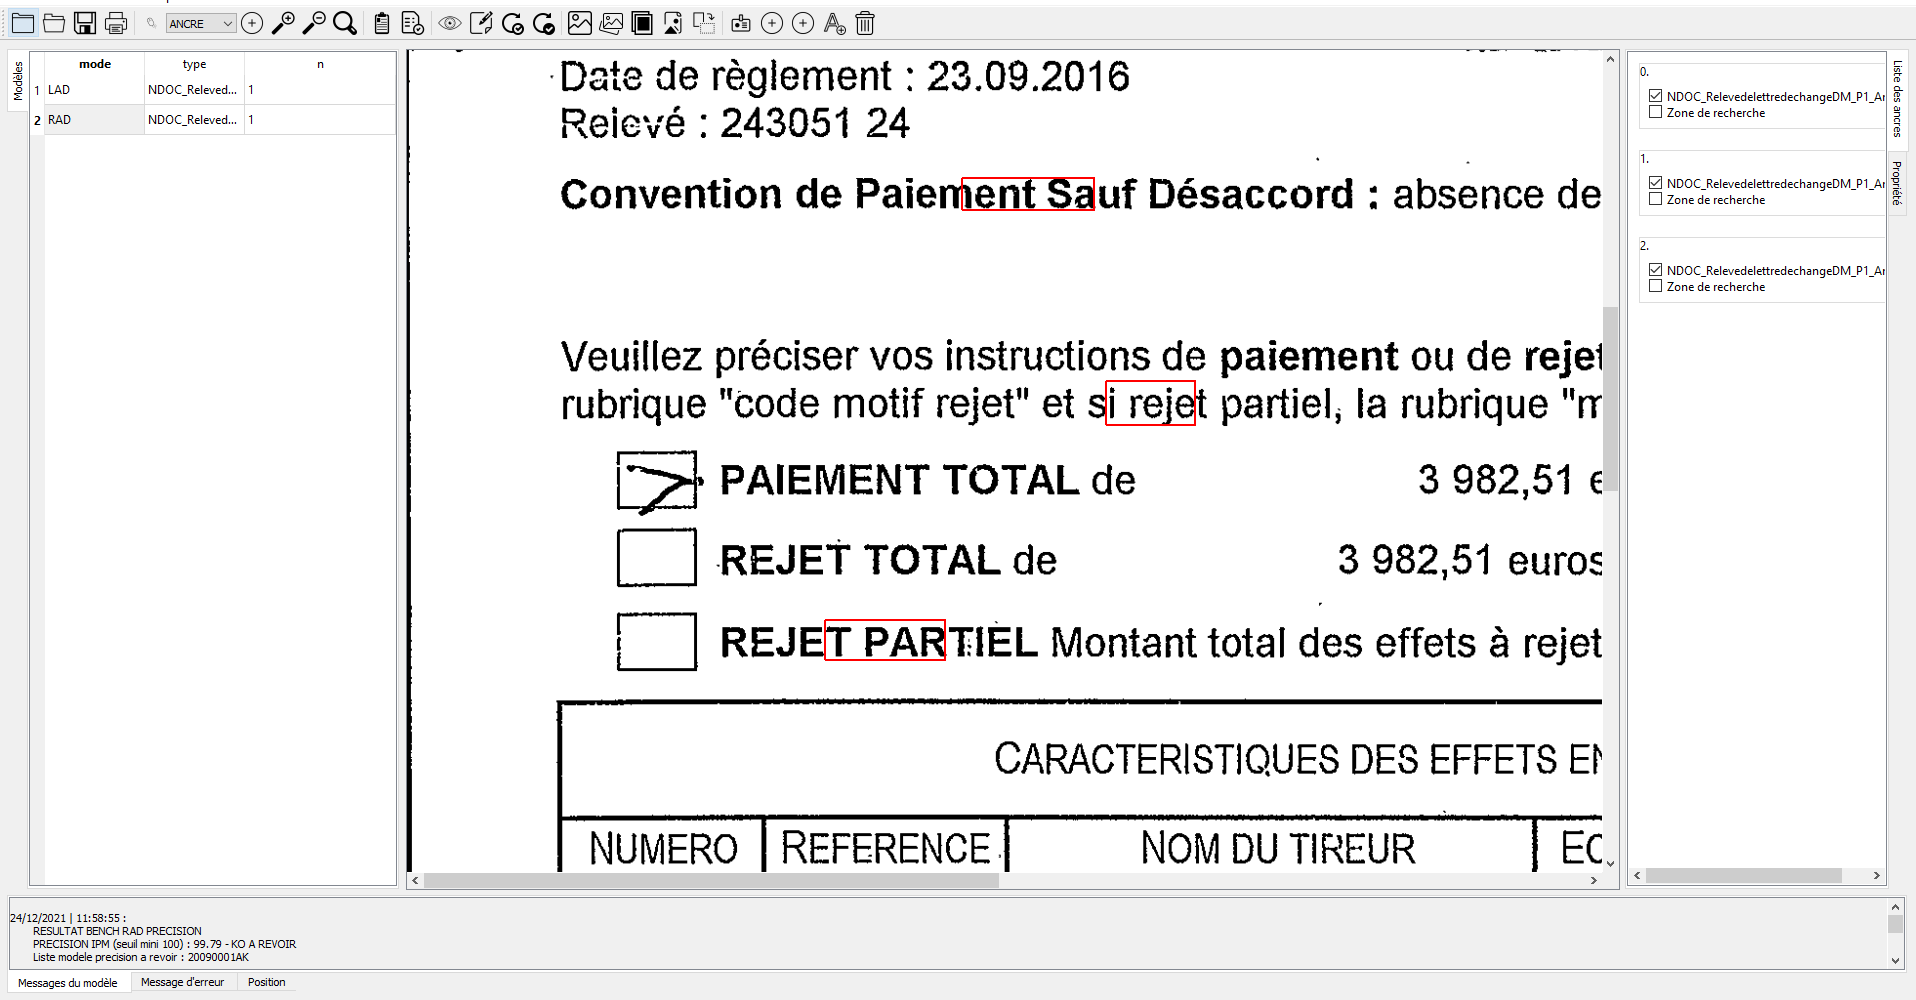 ANCRE
Modèles
mode type n
1 LAD NDOC_Releved... 1
2 RAD NDOC_Releved... 1
Date de règlement : 23.09.2016
Relevé : 243051 24
Convention de Paiement Sauf Désaccord : absence de
Veuillez préciser vos instructions de paiement ou de rejet
rubrique "code motif rejet" et si rejet partiel, la rubrique "m
PAIEMENT TOTAL de 3 982,51 e
REJET TOTAL de 3 982,51 euros
REJET PARTIEL Montant total des effets à rejet
CARACTERISTIQUES DES EFFETS EN
NUMERO REFERENCE NOM DU TIREUR EC
0.
NDOC_RelevedelettredechangeDM_P1_An
Zone de recherche
1.
NDOC_RelevedelettredechangeDM_P1_An
Zone de recherche
2.
NDOC_RelevedelettredechangeDM_P1_An
Zone de recherche
Liste des ancres
Propriété
24/12/2021 | 11:58:55 :
RESULTAT BENCH RAD PRECISION
PRECISION IPM (seuil mini 100) : 99.79 - KO A REVOIR
Liste modele precision a revoir : 20090001AK
Messages du modèle Message d'erreur Position